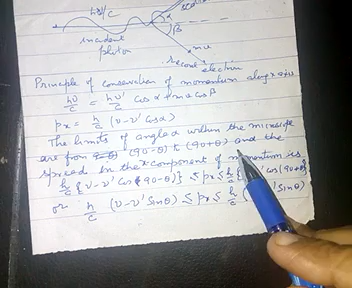 hν/c
α
β
incident
photon
mv
recoil electron
Principle of conservation of momentum along x axis
hν/c = hν'/c cos α + mv cos β
px = h/c (ν - ν' cos α)
The limits of angle α within the microscope
are from (90-θ) to (90+θ) and the
spread in the x component of momentum is
h/c {ν - ν' cos (90-θ)} ≤ px ≤ h/c { cos (90+θ)
or h/c (ν - ν' sin θ) ≤ px ≤ h/c ( ν' sin θ)